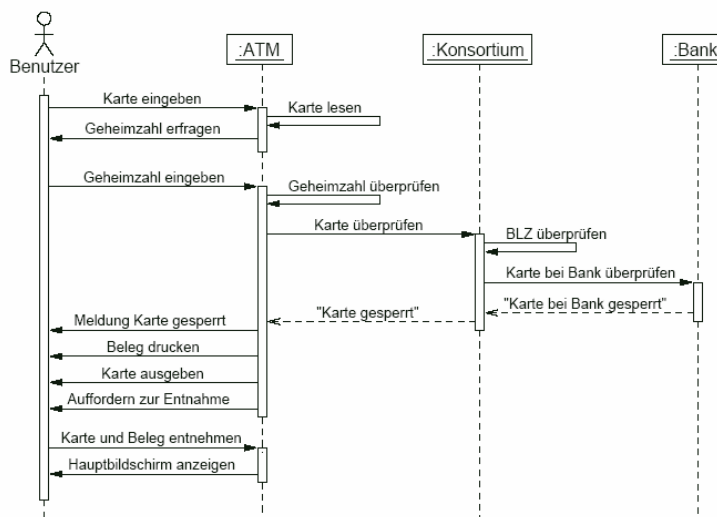 Benutzer
:ATM
:Konsortium
:Bank
Karte eingeben
Karte lesen
Geheimzahl erfragen
Geheimzahl eingeben
Geheimzahl überprüfen
Karte überprüfen
BLZ überprüfen
Karte bei Bank überprüfen
"Karte bei Bank gesperrt"
"Karte gesperrt"
Meldung Karte gesperrt
Beleg drucken
Karte ausgeben
Auffordern zur Entnahme
Karte und Beleg entnehmen
Hauptbildschirm anzeigen